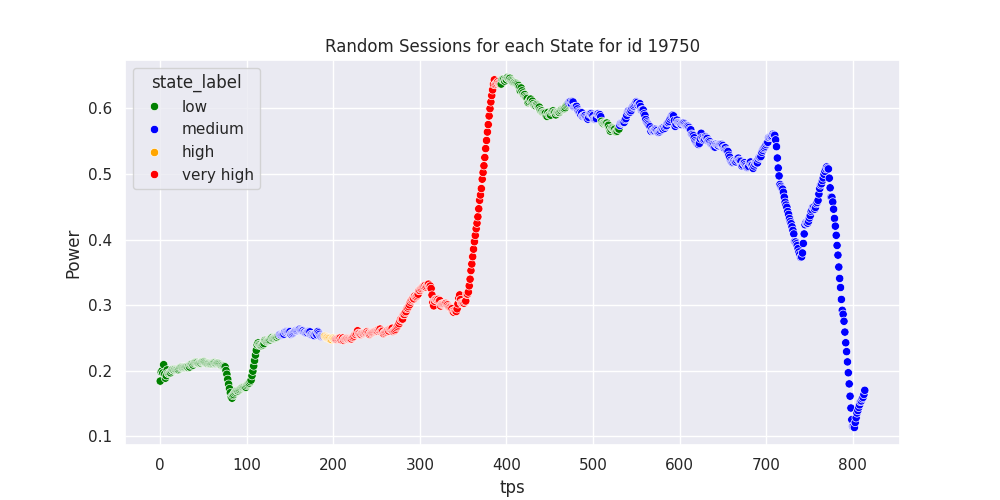 Random Sessions for each State for id 19750
state_label
low
medium
high
very high
Power
0.6
0.5
0.4
0.3
0.2
0.1
0 100 200 300 400 500 600 700 800
tps